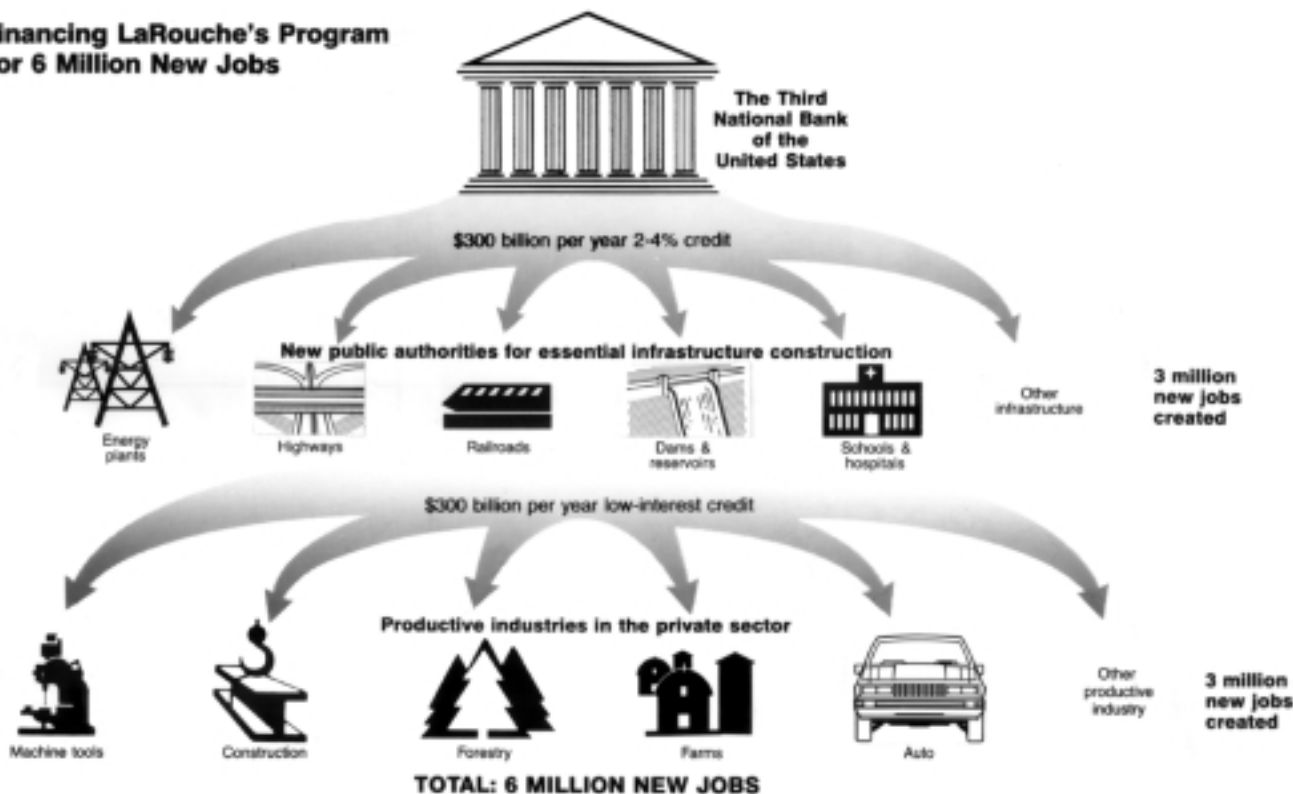 inancing LaRouche's Program
or 6 Million New Jobs
The Third
National Bank
of the
United States
$300 billion per year 2-4% credit
New public authorities for essential infrastructure construction
Energy
plants
Highways
Railroads
Dams &
reservoirs
Schools &
hospitals
Other
infrastructure
3 million
new jobs
created
$300 billion per year low-interest credit
Productive industries in the private sector
Machine tools
Construction
Forestry
Farms
Auto
Other
productive
industry
3 million
new jobs
created
TOTAL: 6 MILLION NEW JOBS